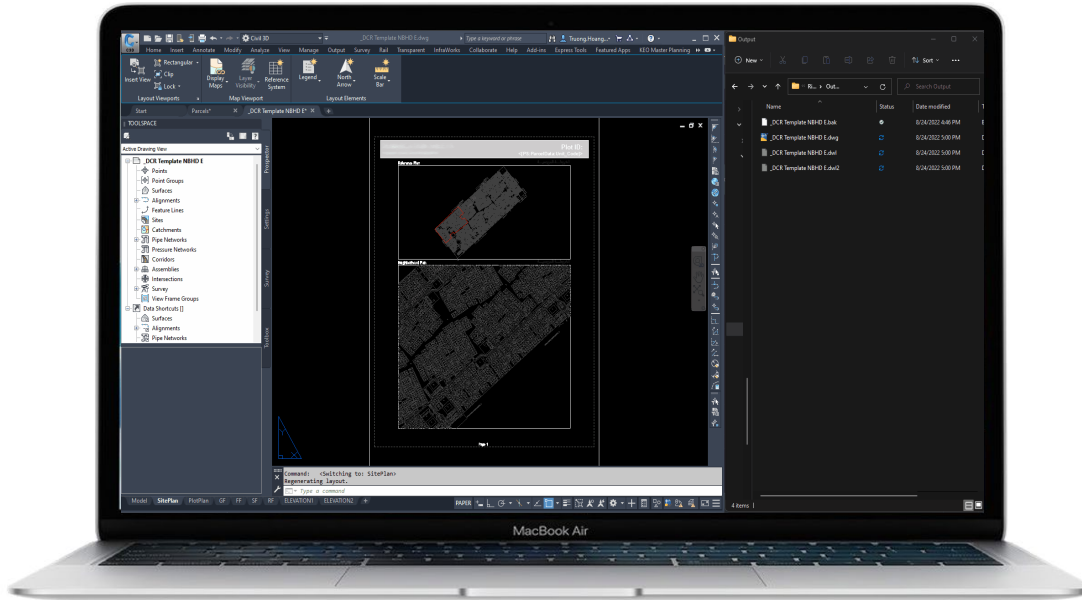 Civil 3D
_DCR Template NBHD E.dwg
Type a keyword or phrase
Truong.Hoang...
Home Insert Annotate Modify Analyze View Manage Output Survey Rail Transparent InfraWorks Collaborate Help Add-ins Express Tools Featured Apps KEO Master Planning
Insert View
Rectangular
Clip
Lock
Display Maps
Layer Visibility
Reference System
Legend
North Arrow
Scale Bar
Layout Viewports
Map Viewport
Layout Elements
Start
Parcels*
_DCR Template NBHD E*
TOOLSPACE
Active Drawing View
_DCR Template NBHD E
Points
Point Groups
Surfaces
Alignments
Feature Lines
Sites
Catchments
Pipe Networks
Pressure Networks
Corridors
Assemblies
Intersections
Survey
View Frame Groups
Data Shortcuts []
Surfaces
Alignments
Pipe Networks
Prospector
Settings
Survey
Toolbox
Plot ID:
Page 1
Command:   <Switching to: SitePlan>
Regenerating layout.
Type a command
Model SitePlan PlotPlan GF FF SF RF ELEVATION1 ELEVATION2 +
PAPER
Output
New
Sort
Ri...
Out...
Search Output
Name Status Date modified
_DCR Template NBHD E.bak 8/24/2022 4:46 PM
_DCR Template NBHD E.dwg 8/24/2022 5:00 PM
_DCR Template NBHD E.dwl 8/24/2022 5:00 PM
_DCR Template NBHD E.dwl2 8/24/2022 5:00 PM
4 items
MacBook Air